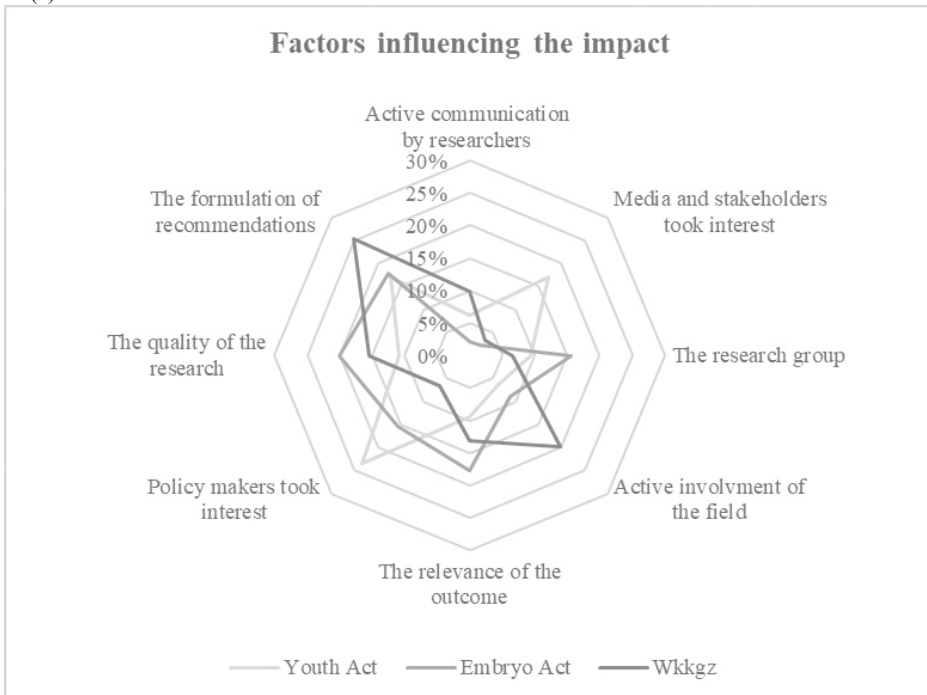 Factors influencing the impact
Active communication
by researchers
30%
25%
20%
15%
10%
5%
0%
The formulation of
recommendations
Media and stakeholders
took interest
The quality of the
research
The research group
Policy makers took
interest
Active involvment of
the field
The relevance of the
outcome
Youth Act
Embryo Act
Wkkgz